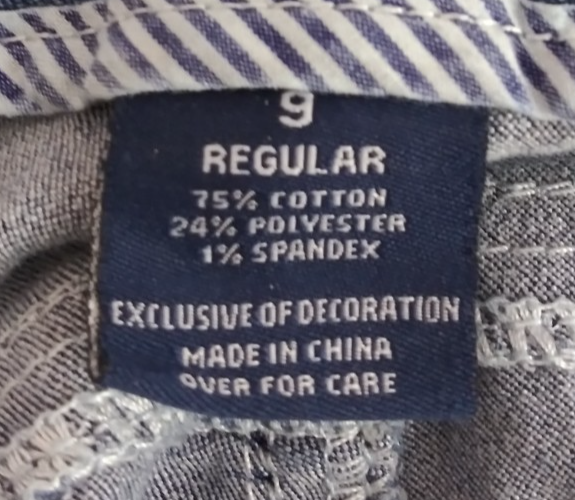 9
REGULAR
75% COTTON
24% POLYESTER
1% SPANDEX
EXCLUSIVE OF DECORATION
MADE IN CHINA
OVER FOR CARE